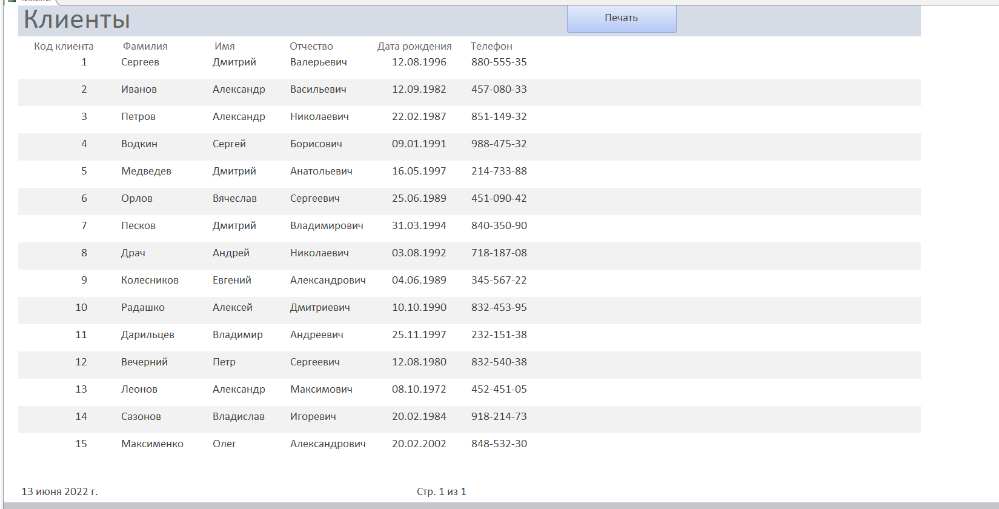 Клиенты
Печать
Код клиента Фамилия Имя Отчество Дата рождения Телефон
1 Сергеев Дмитрий Валерьевич 12.08.1996 880-555-35
2 Иванов Александр Васильевич 12.09.1982 457-080-33
3 Петров Александр Николаевич 22.02.1987 851-149-32
4 Водкин Сергей Борисович 09.01.1991 988-475-32
5 Медведев Дмитрий Анатольевич 16.05.1997 214-733-88
6 Орлов Вячеслав Сергеевич 25.06.1989 451-090-42
7 Песков Дмитрий Владимирович 31.03.1994 840-350-90
8 Драч Андрей Николаевич 03.08.1992 718-187-08
9 Колесников Евгений Александрович 04.06.1989 345-567-22
10 Радашко Алексей Дмитриевич 10.10.1990 832-453-95
11 Дарильцев Владимир Андреевич 25.11.1997 232-151-38
12 Вечерний Петр Сергеевич 12.08.1980 832-540-38
13 Леонов Александр Максимович 08.10.1972 452-451-05
14 Сазонов Владислав Игоревич 20.02.1984 918-214-73
15 Максименко Олег Александрович 20.02.2002 848-532-30
13 июня 2022 г. Стр. 1 из 1